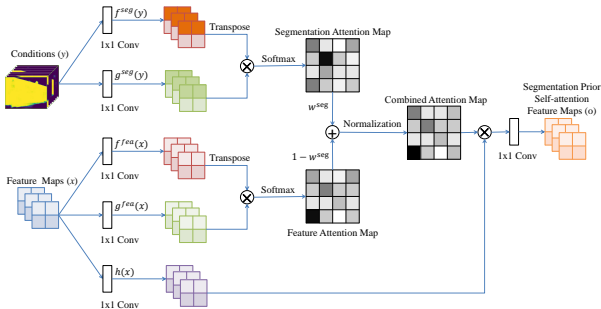 f^seg(y)
Transpose
1x1 Conv
Conditions (y)
g^seg(y)
1x1 Conv
Softmax
Segmentation Attention Map
w^seg
Normalization
1 − w^seg
Combined Attention Map
Segmentation Prior
Self-attention
Feature Maps (o)
1x1 Conv
f^fea(x)
Transpose
1x1 Conv
Feature Maps (x)
g^fea(x)
1x1 Conv
Softmax
Feature Attention Map
h(x)
1x1 Conv